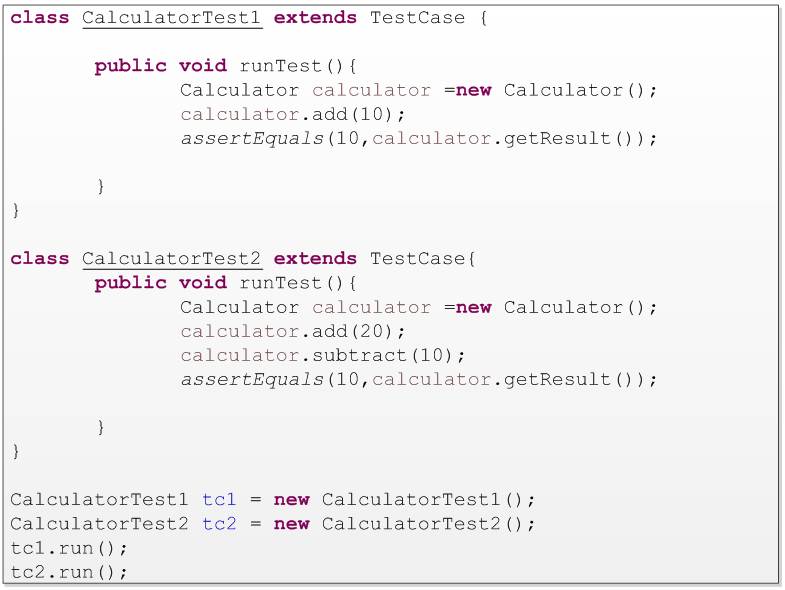 class CalculatorTest1 extends TestCase {
public void runTest(){
Calculator calculator =new Calculator();
calculator.add(10);
assertEquals(10,calculator.getResult());
}
}
class CalculatorTest2 extends TestCase{
public void runTest(){
Calculator calculator =new Calculator();
calculator.add(20);
calculator.subtract(10);
assertEquals(10,calculator.getResult());
}
}
CalculatorTest1 tc1 = new CalculatorTest1();
CalculatorTest2 tc2 = new CalculatorTest2();
tc1.run();
tc2.run();